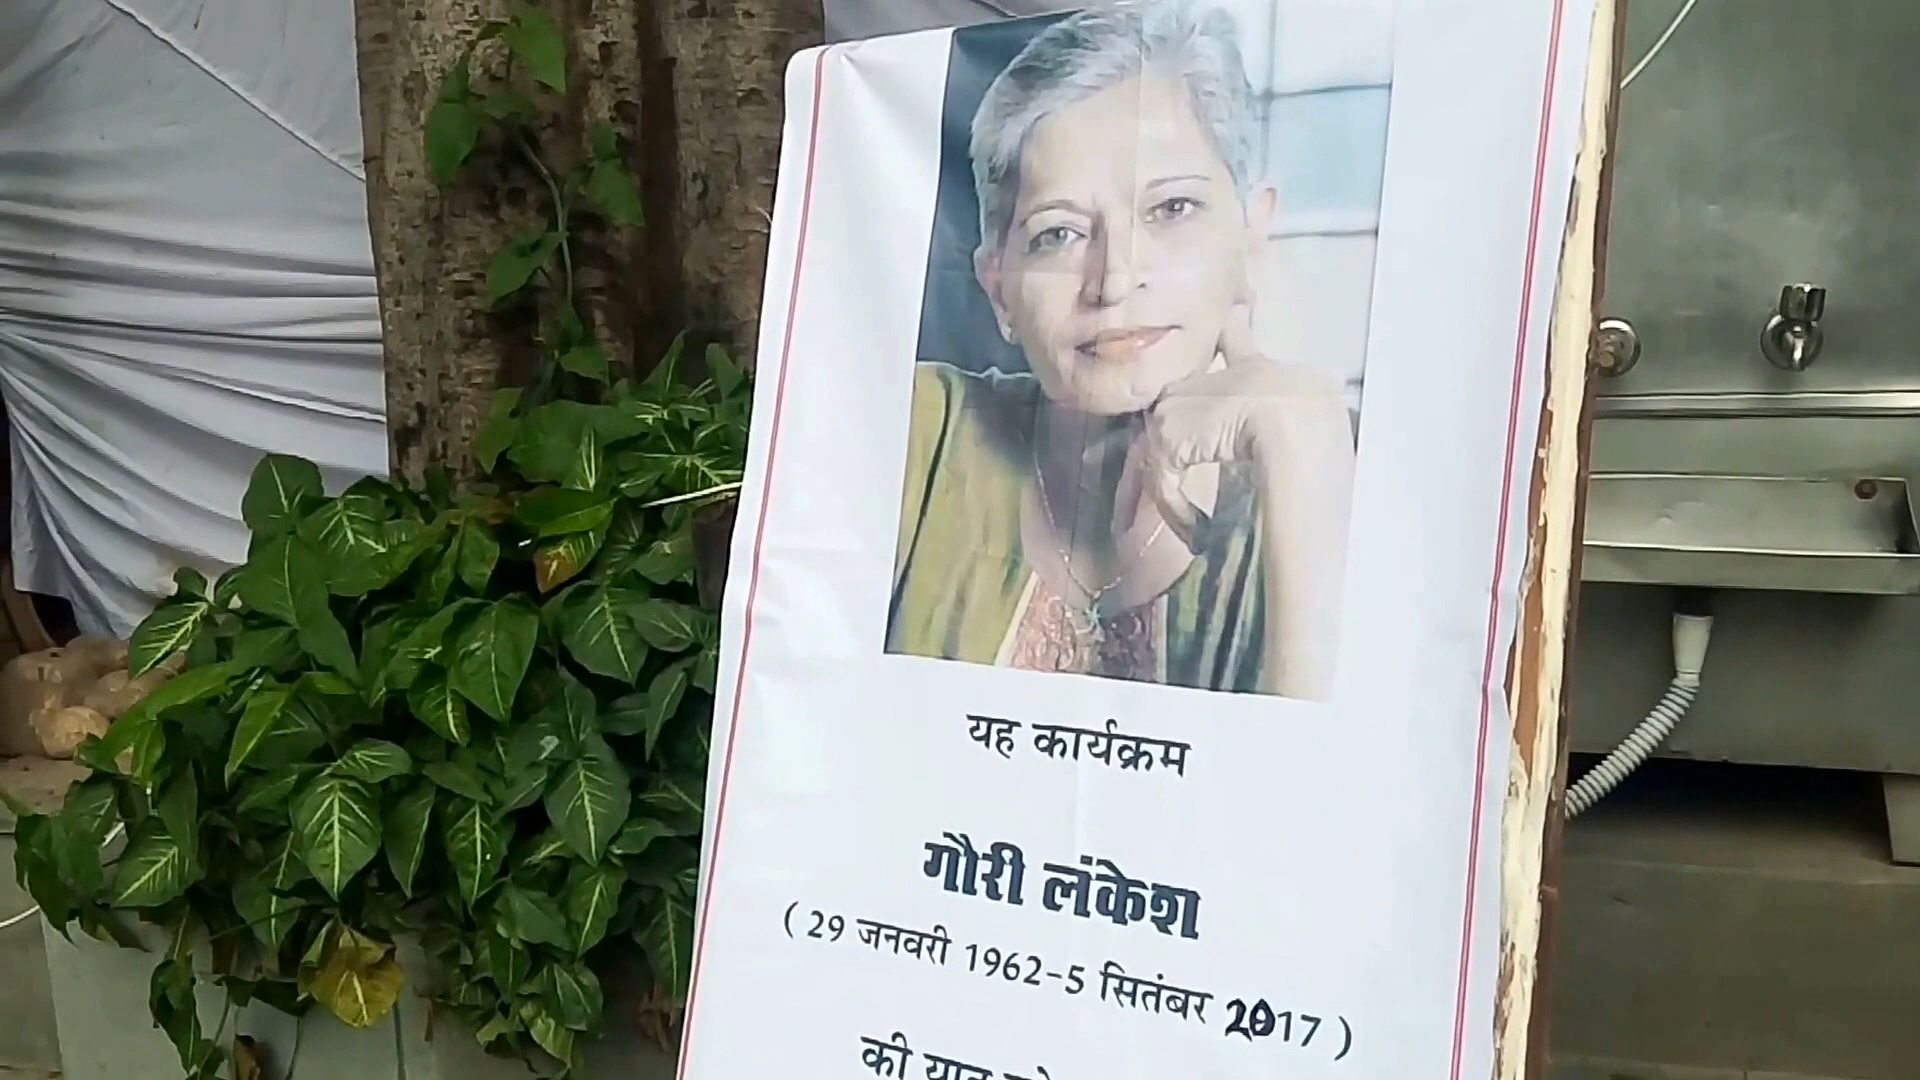 यह कार्यक्रम
गौरी लंकेश
( 29 जनवरी 1962-5 सितंबर 2017 )
की याद